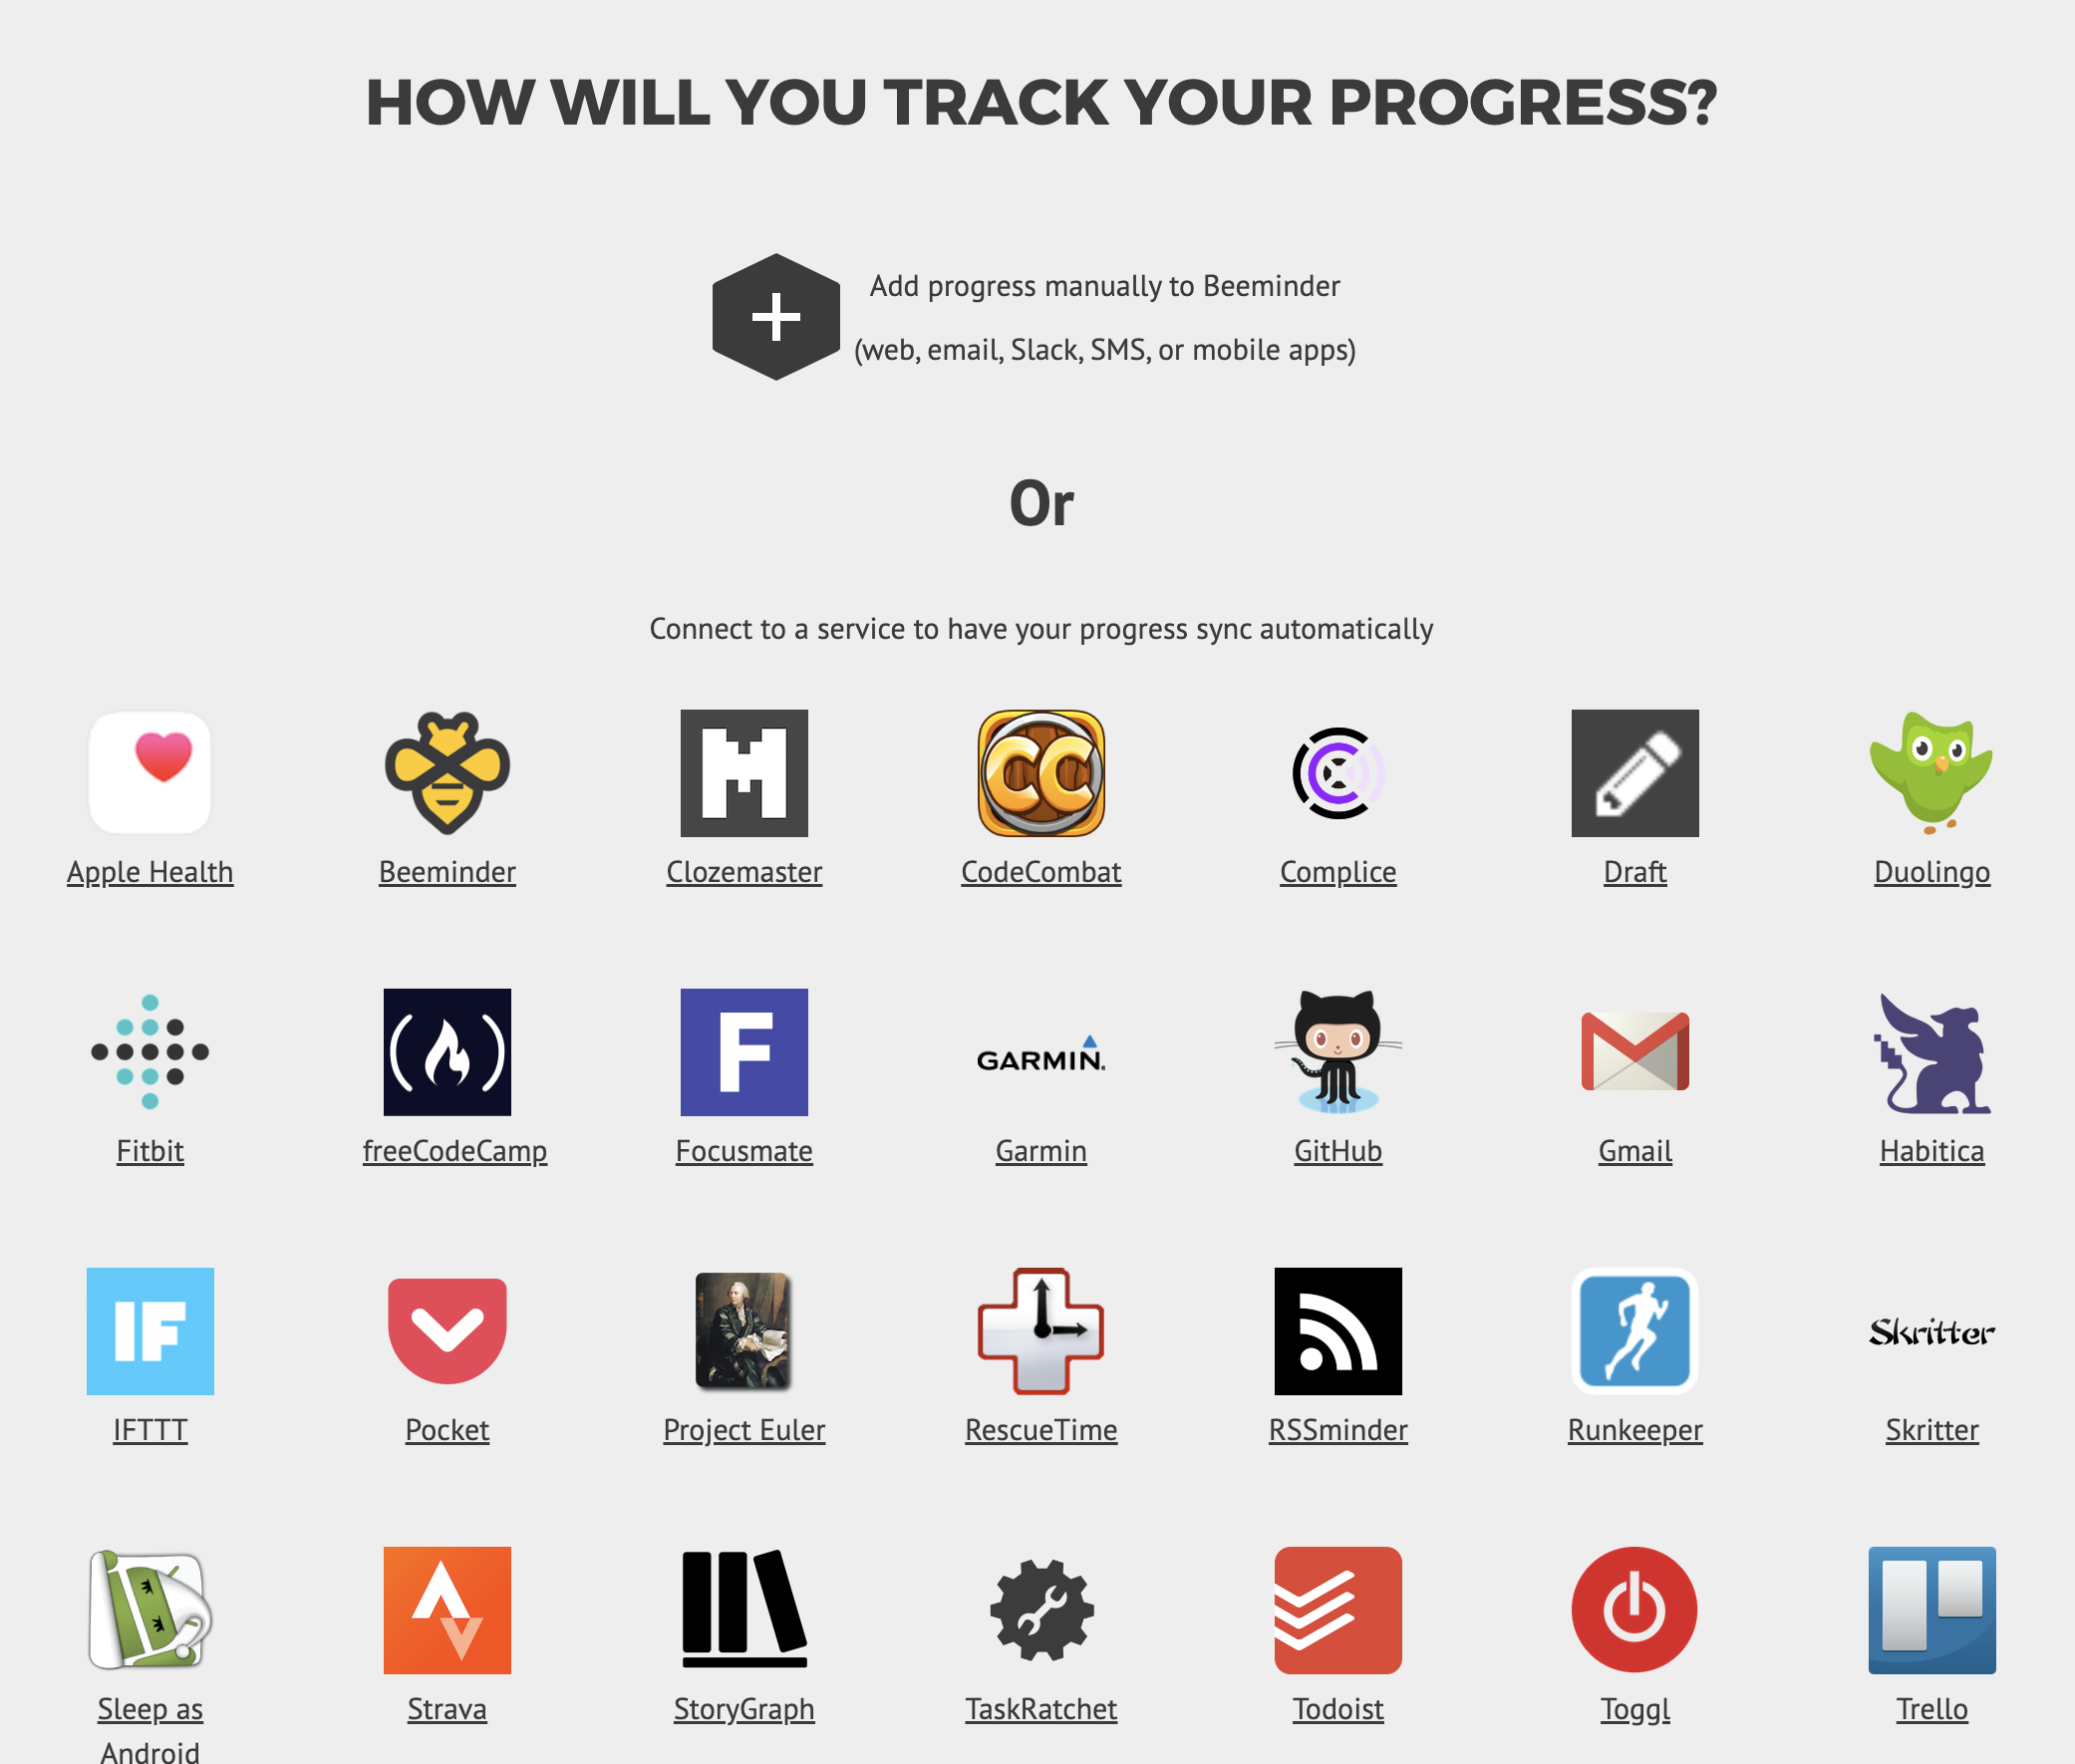 HOW WILL YOU TRACK YOUR PROGRESS?
Add progress manually to Beeminder
(web, email, Slack, SMS, or mobile apps)
Or
Connect to a service to have your progress sync automatically
CC
Apple Health
Beeminder
Clozemaster
CodeCombat
Complice
Draft
Duolingo
F
GARMIN
Fitbit
freeCodeCamp
Focusmate
Garmin
GitHub
Gmail
Habitica
IF
Skritter
IFTTT
Pocket
Project Euler
RescueTime
RSSminder
Runkeeper
Skritter
Sleep as
Android
Strava
StoryGraph
TaskRatchet
Todoist
Toggl
Trello